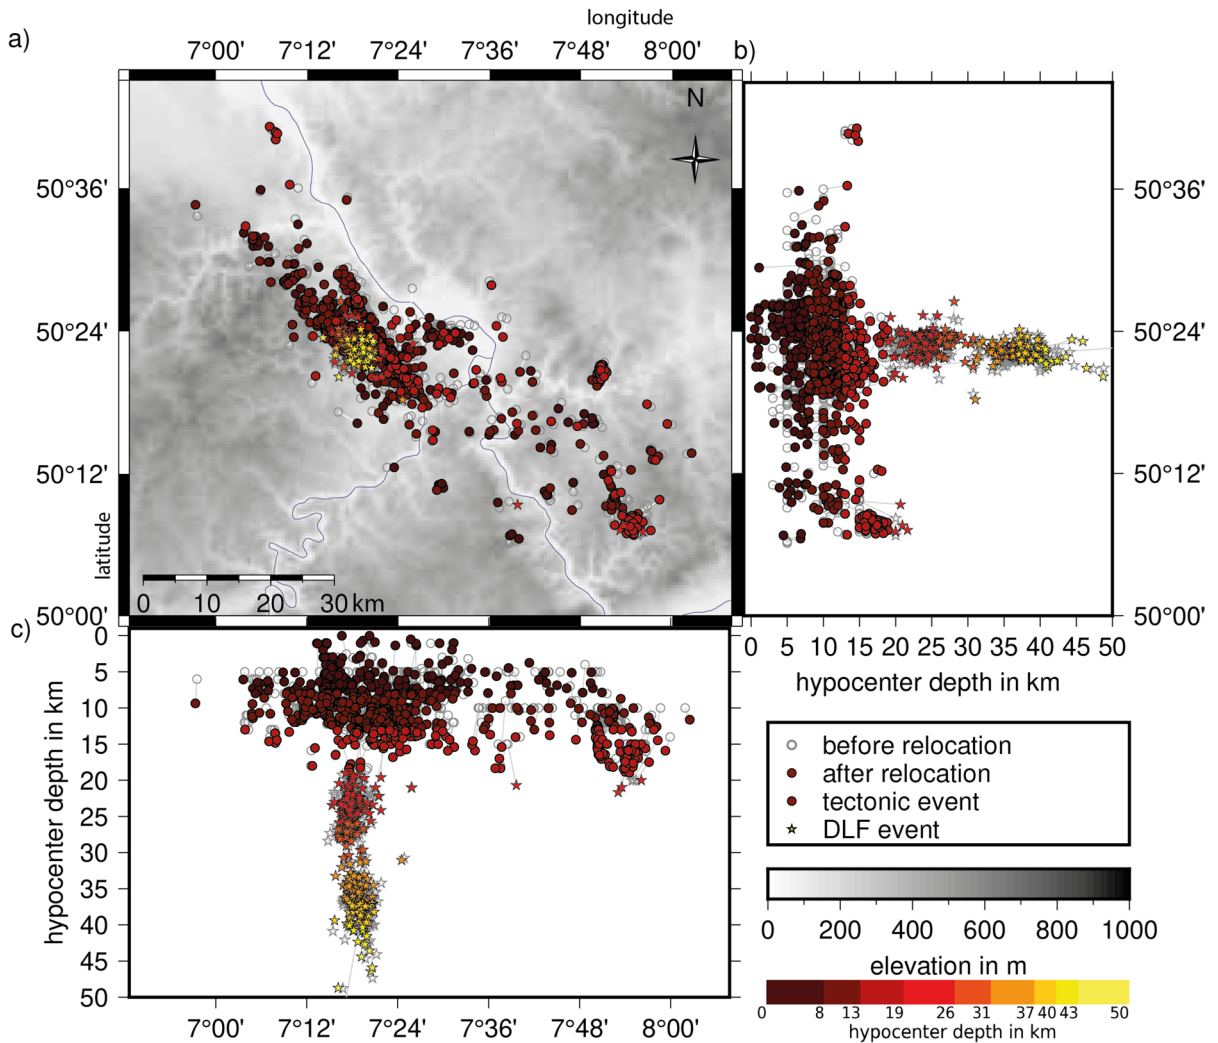 longitude
a)
7°00' 7°12' 7°24' 7°36' 7°48' 8°00'
b)
N
50°36'
50°24'
50°12'
50°00'
latitude
0 10 20 30 km
50°36'
50°24'
50°12'
50°00'
0 5 10 15 20 25 30 35 40 45 50
hypocenter depth in km
c)
0
5
10
15
20
25
30
35
40
45
50
hypocenter depth in km
7°00' 7°12' 7°24' 7°36' 7°48' 8°00'
before relocation
after relocation
tectonic event
DLF event
0 200 400 600 800 1000
elevation in m
0 8 13 19 26 31 37 40 43 50
hypocenter depth in km